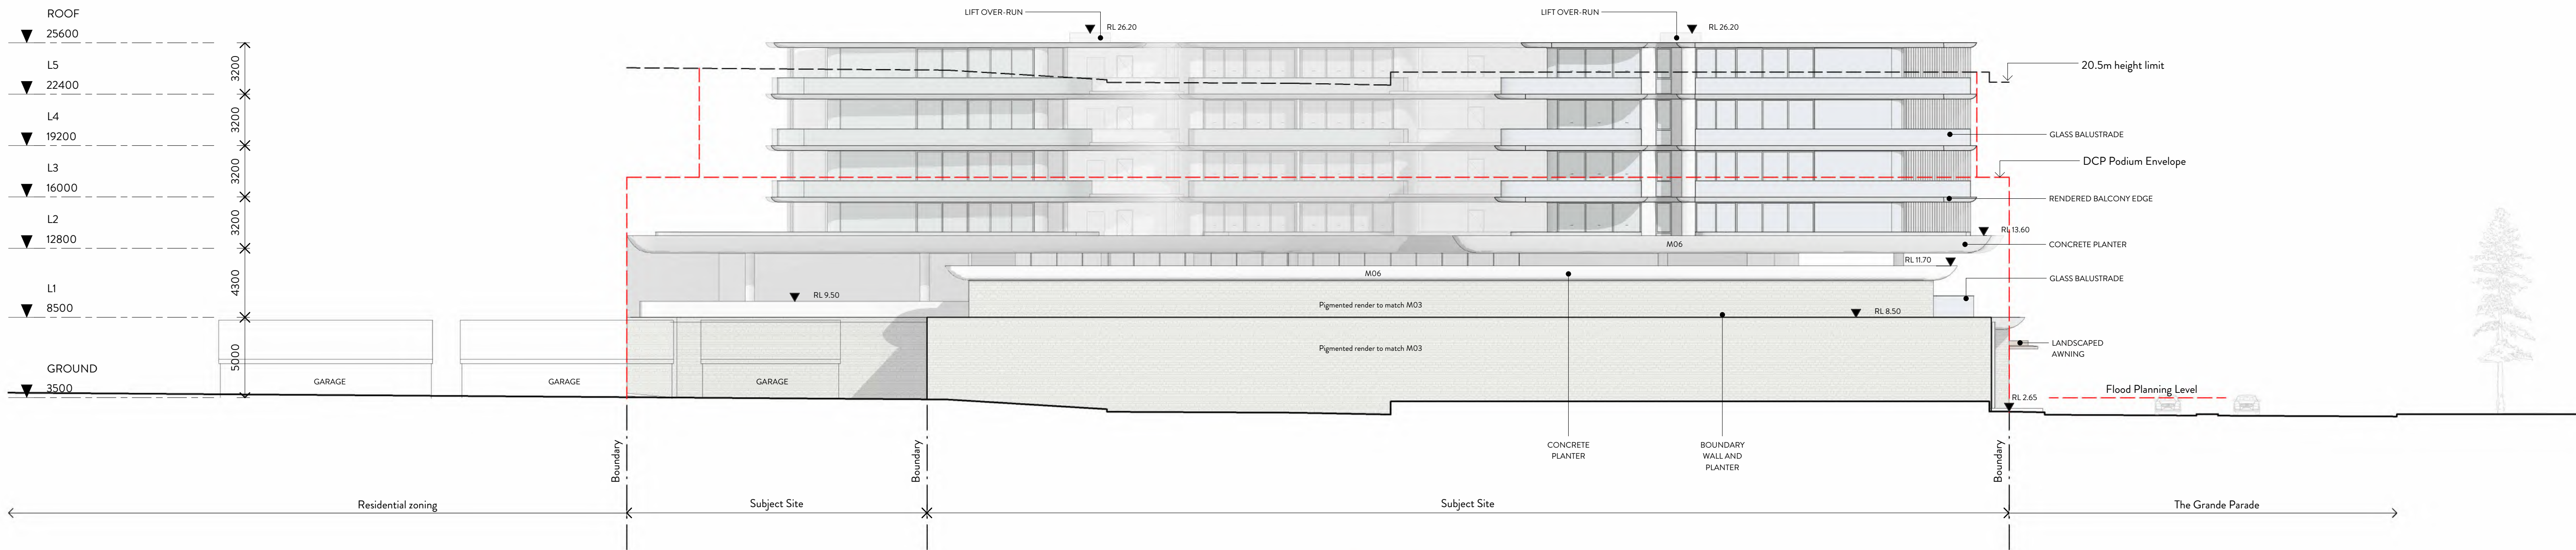 ROOF
25600
L5
22400
L4
19200
L3
16000
L2
12800
L1
8500
GROUND
3500
3200
3200
3200
3200
4300
5000
LIFT OVER-RUN
RL 26.20
LIFT OVER-RUN
RL 26.20
20.5m height limit
GLASS BALUSTRADE
DCP Podium Envelope
RENDERED BALCONY EDGE
RL 13.60
CONCRETE PLANTER
M06
RL 11.70
M06
GLASS BALUSTRADE
RL 9.50
Pigmented render to match M03
RL 8.50
Pigmented render to match M03
LANDSCAPED
AWNING
GARAGE
GARAGE
GARAGE
Flood Planning Level
RL 2.65
CONCRETE
PLANTER
BOUNDARY
WALL AND
PLANTER
Boundary
Boundary
Boundary
Residential zoning
Subject Site
Subject Site
The Grande Parade